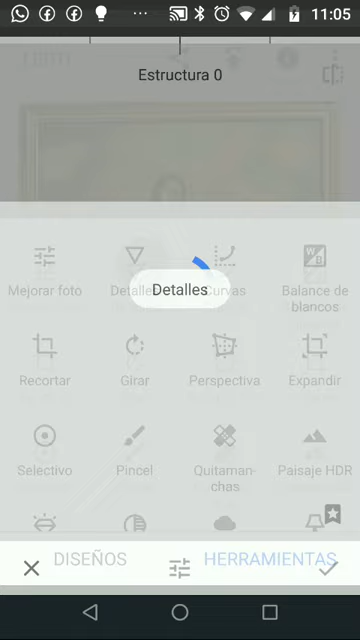 11:05
Estructura 0
Mejorar foto
Detalles
Curvas
Balance de
blancos
Detalles
Recortar
Girar
Perspectiva
Expandir
Selectivo
Pincel
Quitaman-
chas
Paisaje HDR
DISEÑOS
HERRAMIENTAS